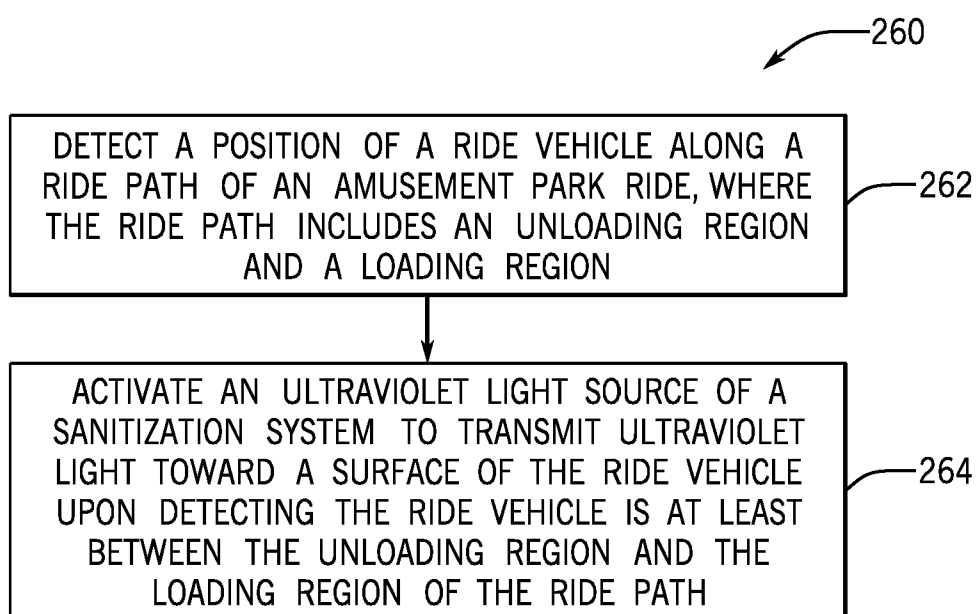 260
DETECT A POSITION OF A RIDE VEHICLE ALONG A
RIDE PATH OF AN AMUSEMENT PARK RIDE, WHERE
THE RIDE PATH INCLUDES AN UNLOADING REGION
AND A LOADING REGION
262
ACTIVATE AN ULTRAVIOLET LIGHT SOURCE OF A
SANITIZATION SYSTEM TO TRANSMIT ULTRAVIOLET
LIGHT TOWARD A SURFACE OF THE RIDE VEHICLE
UPON DETECTING THE RIDE VEHICLE IS AT LEAST
BETWEEN THE UNLOADING REGION AND THE
LOADING REGION OF THE RIDE PATH
264